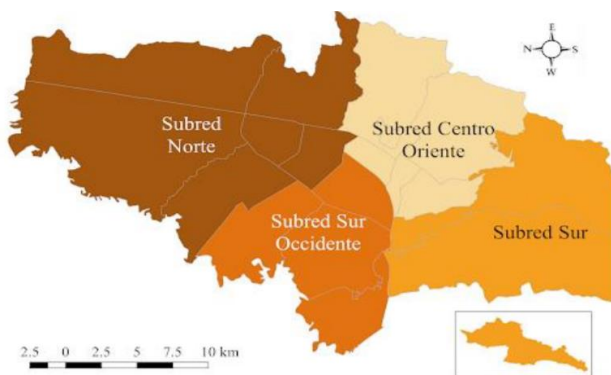 E
N S
W
Subred
Norte
Subred Centro
Oriente
Subred Sur
Occidente
Subred Sur
2.5 0 2.5 5 7.5 10 km